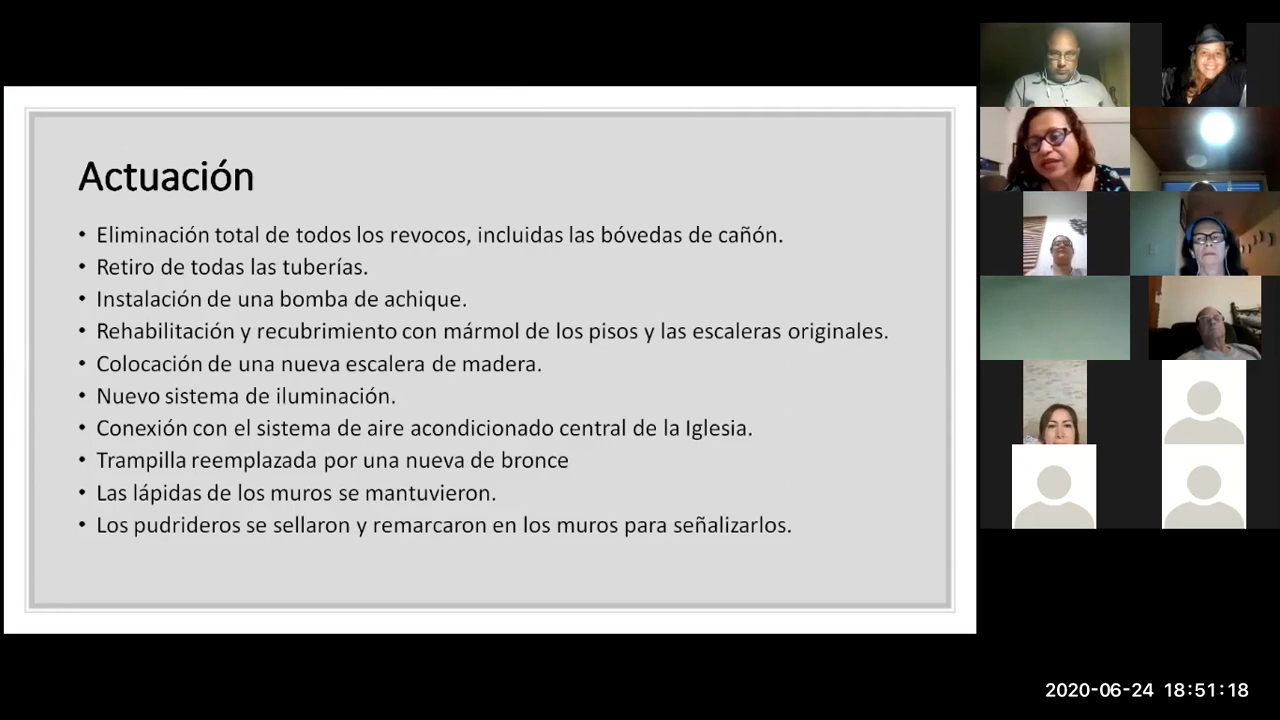 Actuación
• Eliminación total de todos los revocos, incluidas las bóvedas de cañón.
• Retiro de todas las tuberías.
• Instalación de una bomba de achique.
• Rehabilitación y recubrimiento con mármol de los pisos y las escaleras originales.
• Colocación de una nueva escalera de madera.
• Nuevo sistema de iluminación.
• Conexión con el sistema de aire acondicionado central de la Iglesia.
• Trampilla reemplazada por una nueva de bronce
• Las lápidas de los muros se mantuvieron.
• Los pudrideros se sellaron y remarcaron en los muros para señalizarlos.
2020-06-24 18:51:18